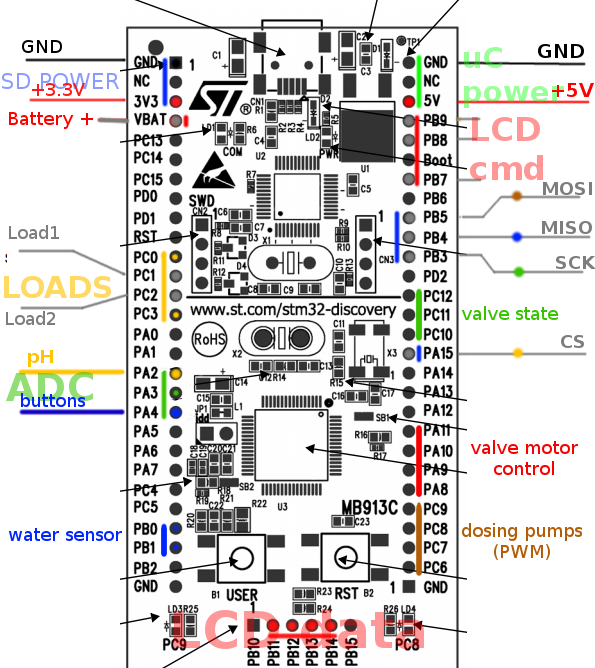 GND
SD POWER
+3.3V
Battery +
Load1
LOADS
Load2
pH
ADC
buttons
water sensor
GND
uC
power
+5V
LCD
cmd
MOSI
MISO
SCK
valve state
CS
valve motor
control
dosing pumps
(PWM)
LCD data
GND
NC
3V3
VBAT
PC13
PC14
PC15
PD0
PD1
RST
PC0
PC1
PC2
PC3
PA0
PA1
PA2
PA3
PA4
PA5
PA6
PA7
PC4
PC5
PB0
PB1
PB2
GND
GND
NC
5V
PB9
PB8
Boot
PB7
PB6
PB5
PB4
PB3
PD2
PC12
PC11
PC10
PA15
PA14
PA13
PA12
PA11
PA10
PA9
PA8
PC9
PC8
PC7
PC6
GND
1
TP1
C1
C2
C3
D1
ST
®
CN1
R1
R2
R3
R4
D2
R5
LD1
R6
COM
C4
U2
LD2
PWR
U1
R7
C5
SWD
CN2
1
C6
C7
R8
D3
R11
D4
R12
X1
C8
C9
R9
R10
C10
R13
CN3
1
www.st.com/stm32-discovery
RoHS
X2
C11
X3
C13
R14
R15
1
C14
C15
JP1
L1
Idd
C16
C17
SB1
R16
R17
C18
C19
C20
C21
R18
R19
SB2
R21
R20
C22
R22
U3
MB913C
C23
B1
USER
RST
B2
1
R23
R24
LD3
R25
PC9
R26
LD4
PC8
1
PB10
PB11
PB12
PB13
PB14
PB15